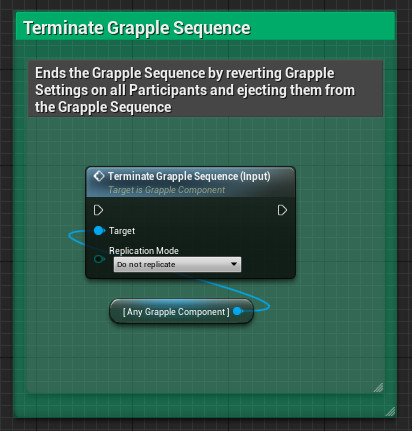 Terminate Grapple Sequence
Ends the Grapple Sequence by reverting Grapple
Settings on all Participants and ejecting them from
the Grapple Sequence
Terminate Grapple Sequence (Input)
Target is Grapple Component
Target
Replication Mode
Do not replicate
[ Any Grapple Component ]